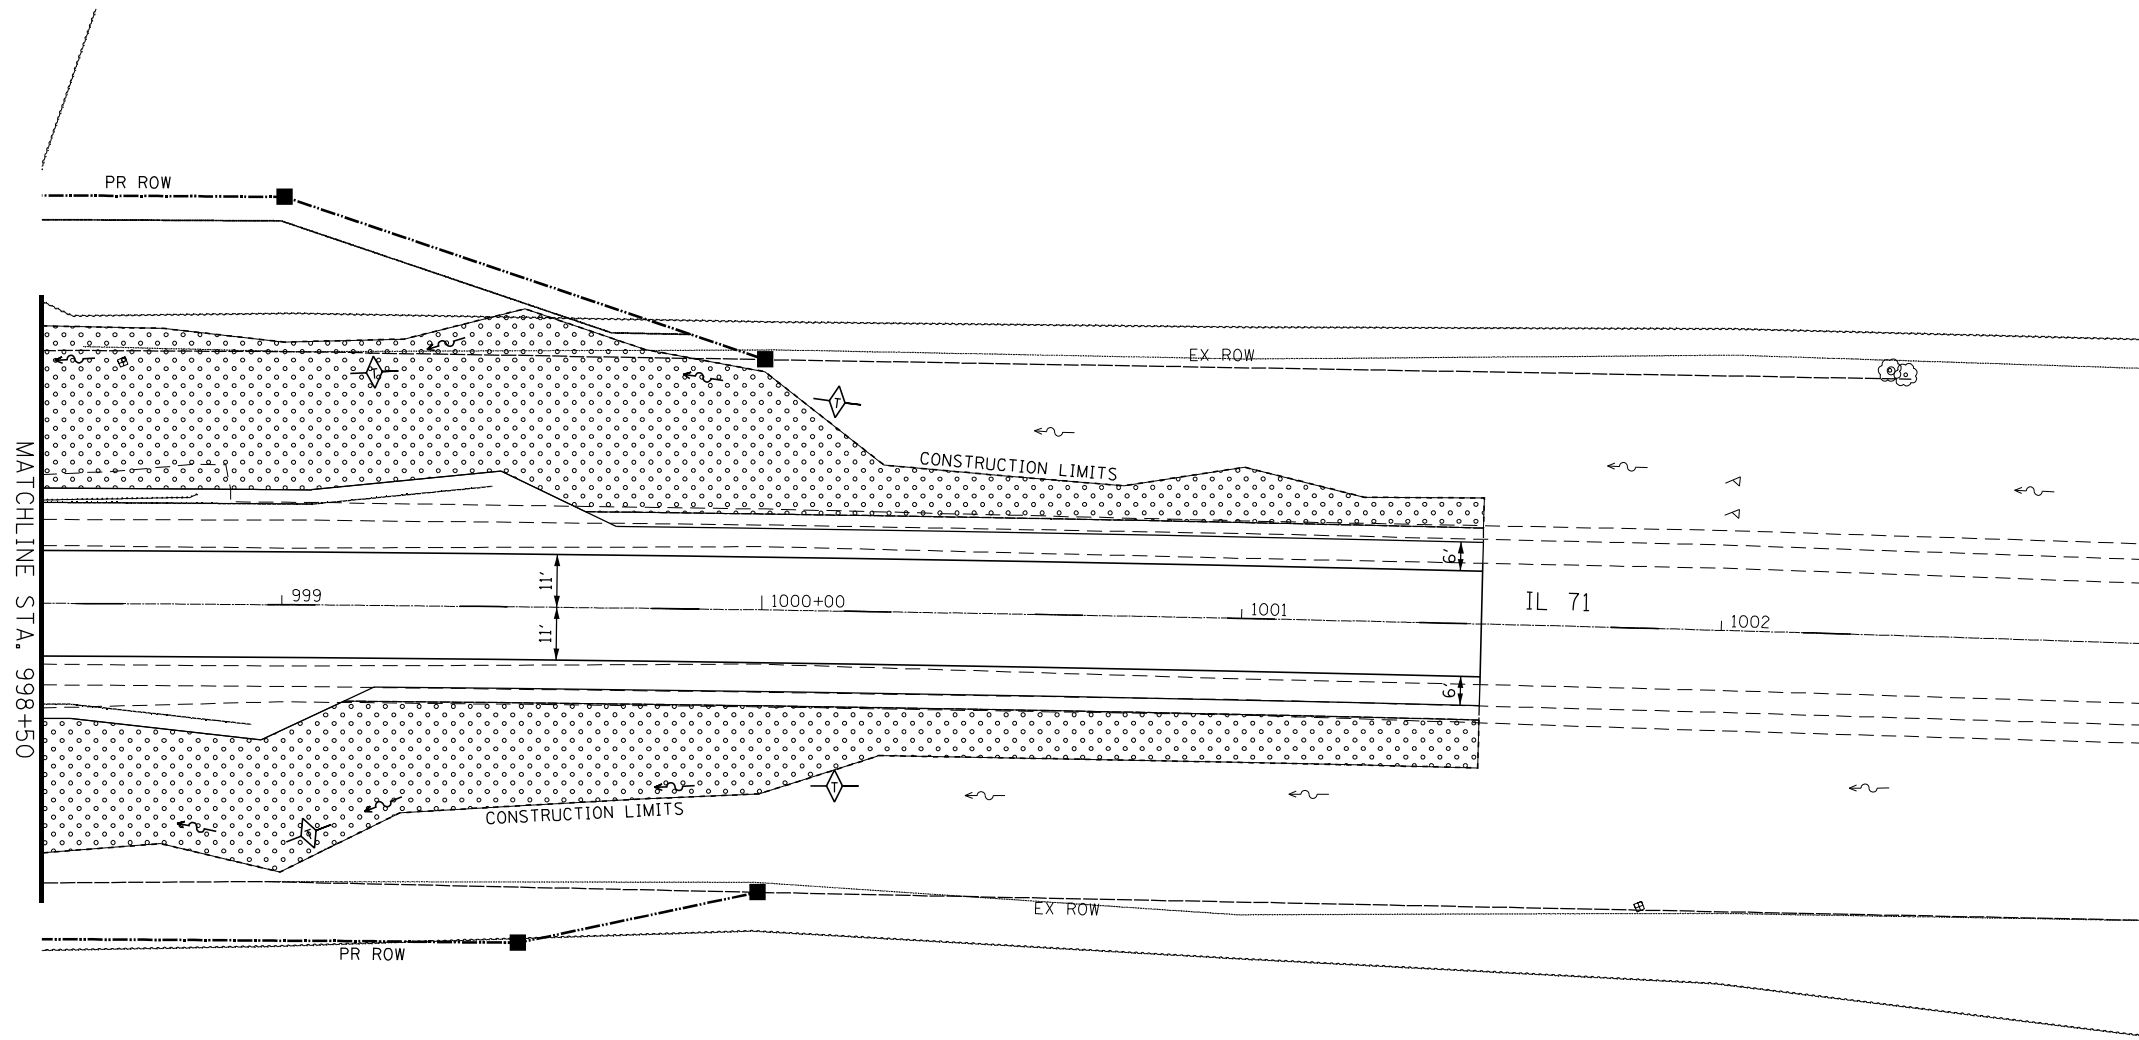 PR ROW
EX ROW
CONSTRUCTION LIMITS
MATCHLINE STA. 998+50
6'
11'
999
1000+00
1001
IL 71
1002
11'
6'
T
T
T
T
CONSTRUCTION LIMITS
EX ROW
PR ROW